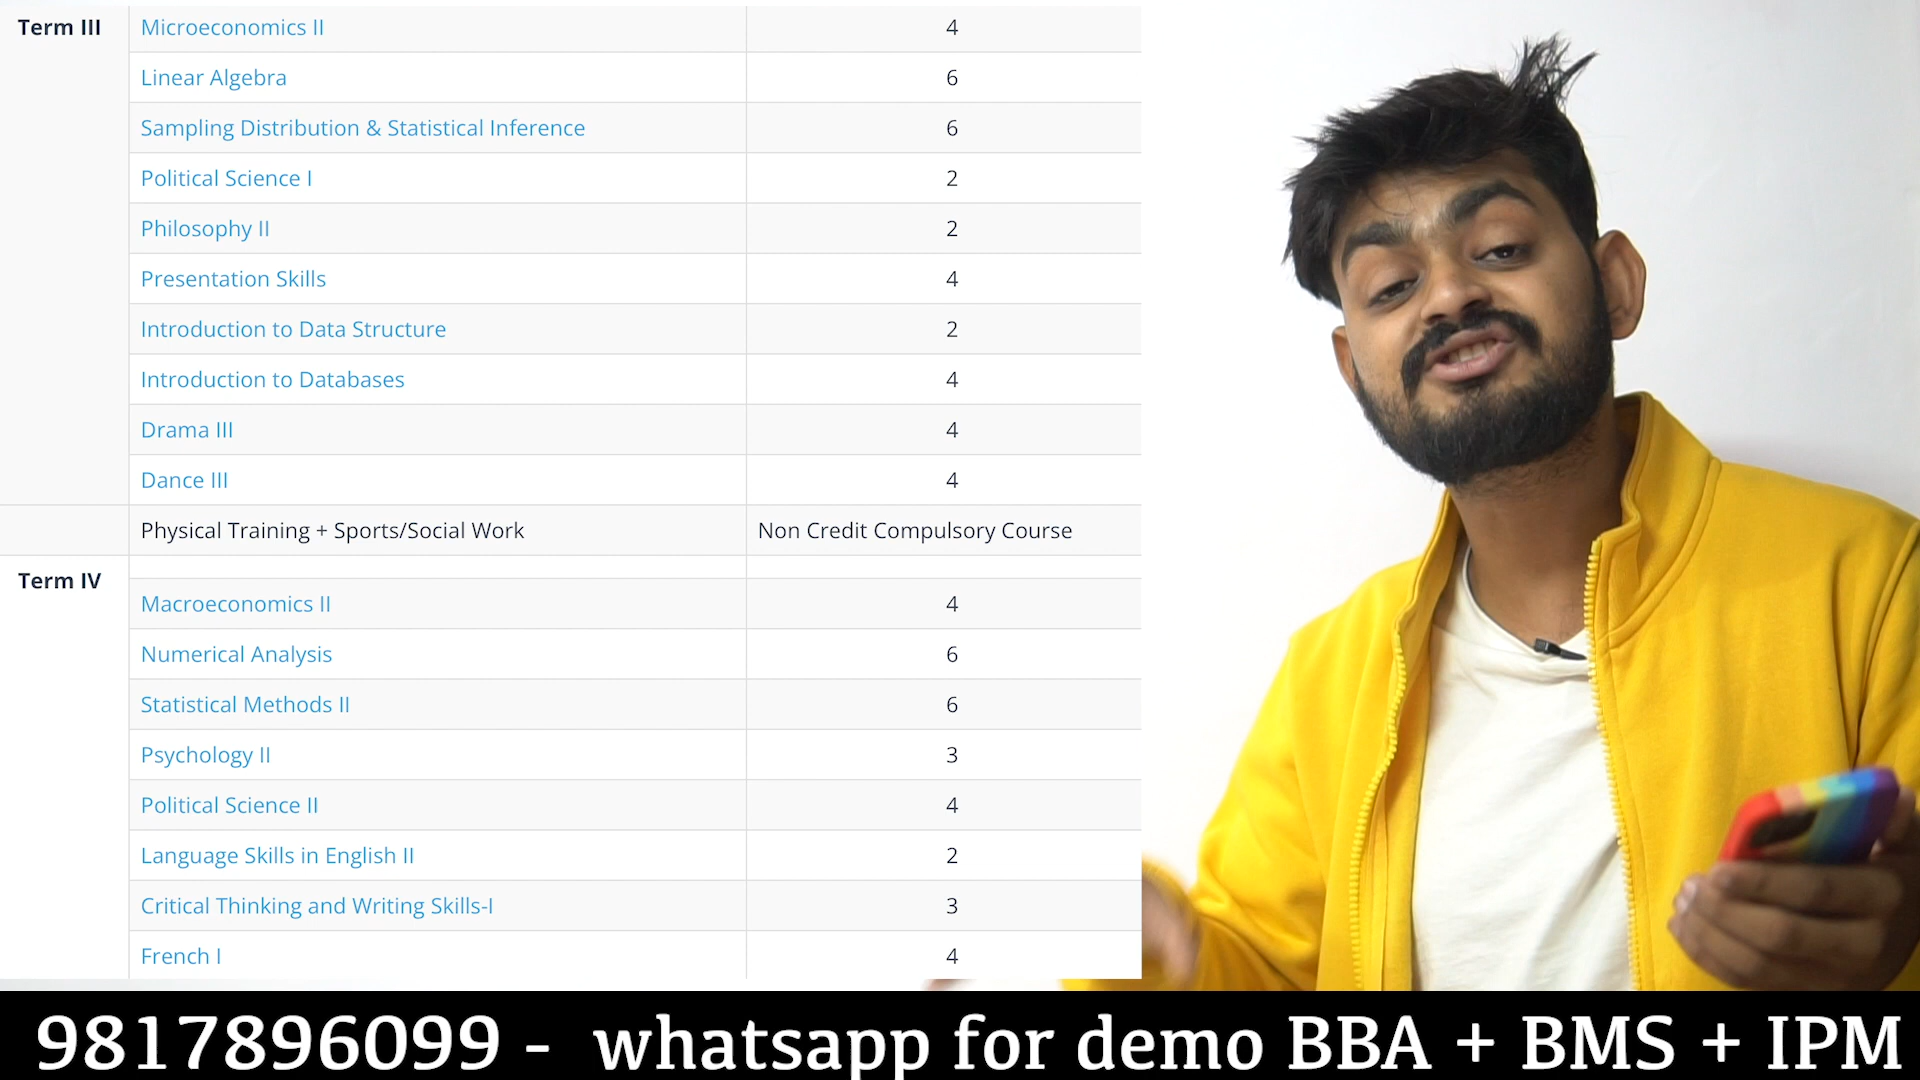 Term III Microeconomics II 4
Linear Algebra 6
Sampling Distribution & Statistical Inference 6
Political Science I 2
Philosophy II 2
Presentation Skills 4
Introduction to Data Structure 2
Introduction to Databases 4
Drama III 4
Dance III 4
Physical Training + Sports/Social Work Non Credit Compulsory Course
Term IV
Macroeconomics II 4
Numerical Analysis 6
Statistical Methods II 6
Psychology II 3
Political Science II 4
Language Skills in English II 2
Critical Thinking and Writing Skills-I 3
French I 4
9817896099 - whatsapp for demo BBA + BMS + IPM